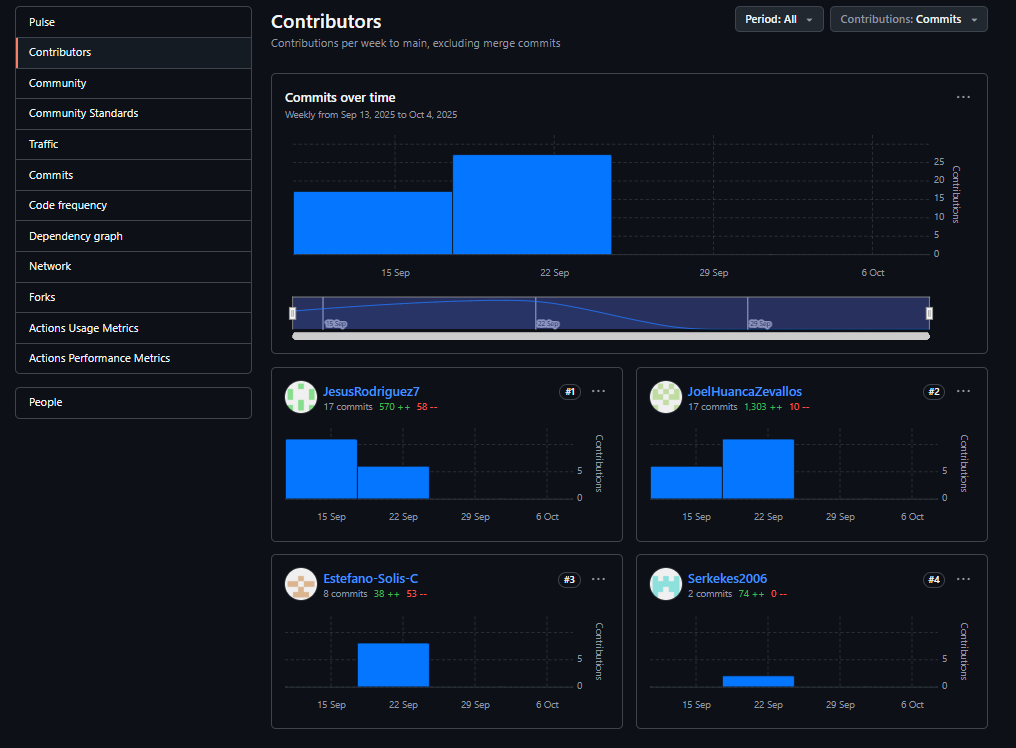 Pulse
Contributors
Community
Community Standards
Traffic
Commits
Code frequency
Dependency graph
Network
Forks
Actions Usage Metrics
Actions Performance Metrics
People
Contributors
Contributions per week to main, excluding merge commits
Period: All
Contributions: Commits
Commits over time
Weekly from Sep 13, 2025 to Oct 4, 2025
25
20
15
10
5
0
Contributions
15 Sep 22 Sep 29 Sep 6 Oct
15 Sep 22 Sep 29 Sep
JesusRodriguez7 #1
17 commits 570 ++ 58 --
5
0
Contributions
15 Sep 22 Sep 29 Sep 6 Oct
JoelHuancaZevallos #2
17 commits 1,303 ++ 10 --
5
0
Contributions
15 Sep 22 Sep 29 Sep 6 Oct
Estefano-Solis-C #3
8 commits 38 ++ 53 --
5
0
Contributions
15 Sep 22 Sep 29 Sep 6 Oct
Serkekes2006 #4
2 commits 74 ++ 0 --
5
0
Contributions
15 Sep 22 Sep 29 Sep 6 Oct